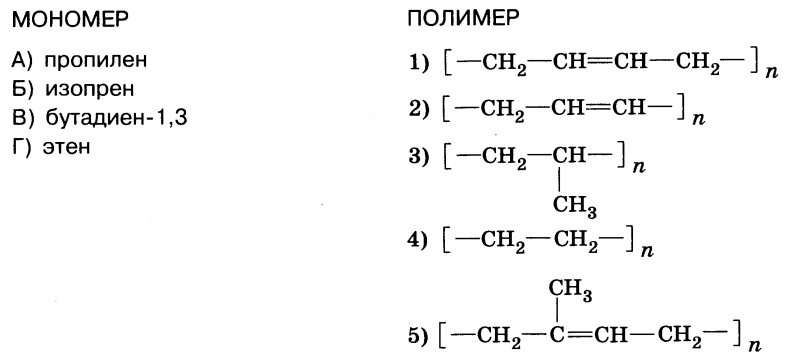 МОНОМЕР
А) пропилен
Б) изопрен
В) бутадиен-1,3
Г) этен
ПОЛИМЕР
1) [—CH₂—CH=CH—CH₂—]ₙ
2) [—CH₂—CH=CH—]ₙ
3) [—CH₂—CH—]ₙ
CH₃
4) [—CH₂—CH₂—]ₙ
CH₃
5) [—CH₂—C=CH—CH₂—]ₙ